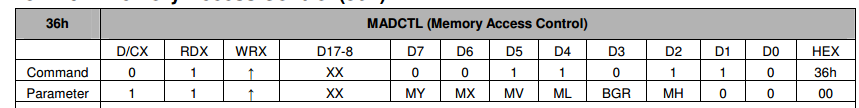 36h MADCTL (Memory Access Control)
D/CX RDX WRX D17-8 D7 D6 D5 D4 D3 D2 D1 D0 HEX
Command 0 1 ↑ XX 0 0 1 1 0 1 1 0 36h
Parameter 1 1 ↑ XX MY MX MV ML BGR MH 0 0 00